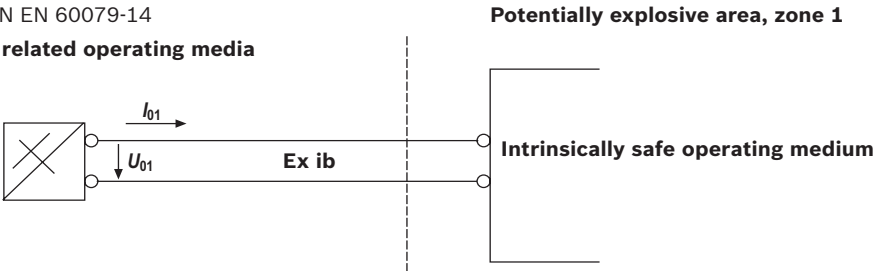 N EN 60079-14
related operating media
Potentially explosive area, zone 1
I01
U01
Ex ib
Intrinsically safe operating medium